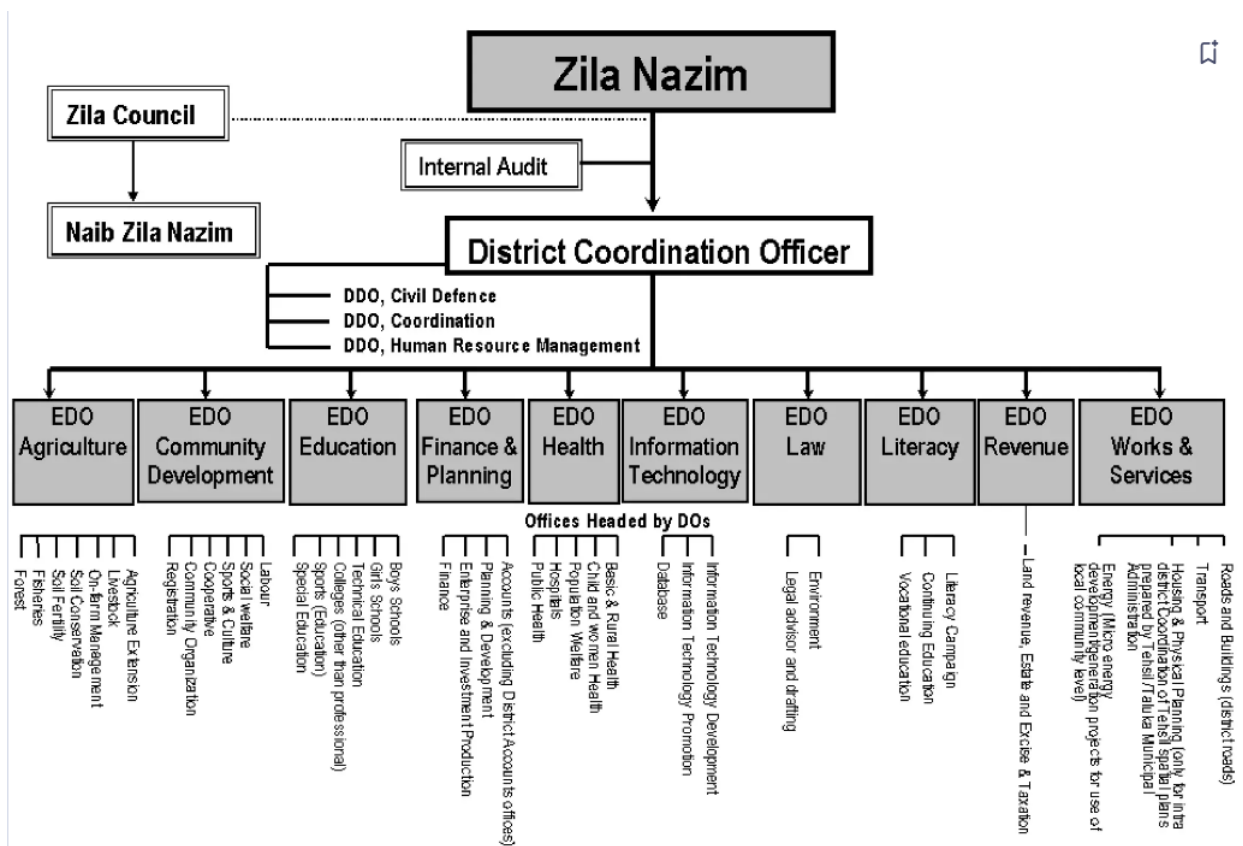 Zila Nazim
Zila Council
Internal Audit
Naib Zila Nazim
District Coordination Officer
DDO, Civil Defence
DDO, Coordination
DDO, Human Resource Management
EDO
Agriculture
EDO
Community
Development
EDO
Education
EDO
Finance &
Planning
EDO
Health
EDO
Information
Technology
EDO
Law
EDO
Literacy
EDO
Revenue
EDO
Works &
Services
Offices Headed by DOs
Forest
Fisheries
Soil Fertility
Soil Conservation
On-farm Management
Livestok
Agriculture Extension
Registration
Community Organization
Cooperative
Sports & Culture
Social welfare
Labour
Special Education
Sports (Education)
Colleges (other than professional)
Technical Education
Girls Schools
Boys Schools
Finance
Enterprise and Investment Production
Planning & Development
Accounts (excluding District Accounts offices)
Public Health
Hospitals
Population Welfare
Child and women Health
Basic & Rural Health
Database
Information Technology Promotion
Information Technology Development
Legal advisor and drafting
Environment
Vocational education
Continuing Education
Literacy Campaign
Land revenue, Estate and Excise & Taxation
Energy (Micro energy
development/generation projects for use of
local community level)
Housing & Physical Planning (only for intra
district Coordination of Tehsil spatial plans
prepared by Tehsil/Taluka Municipal
Administration
Transport
Roads and Buildings (district roads)